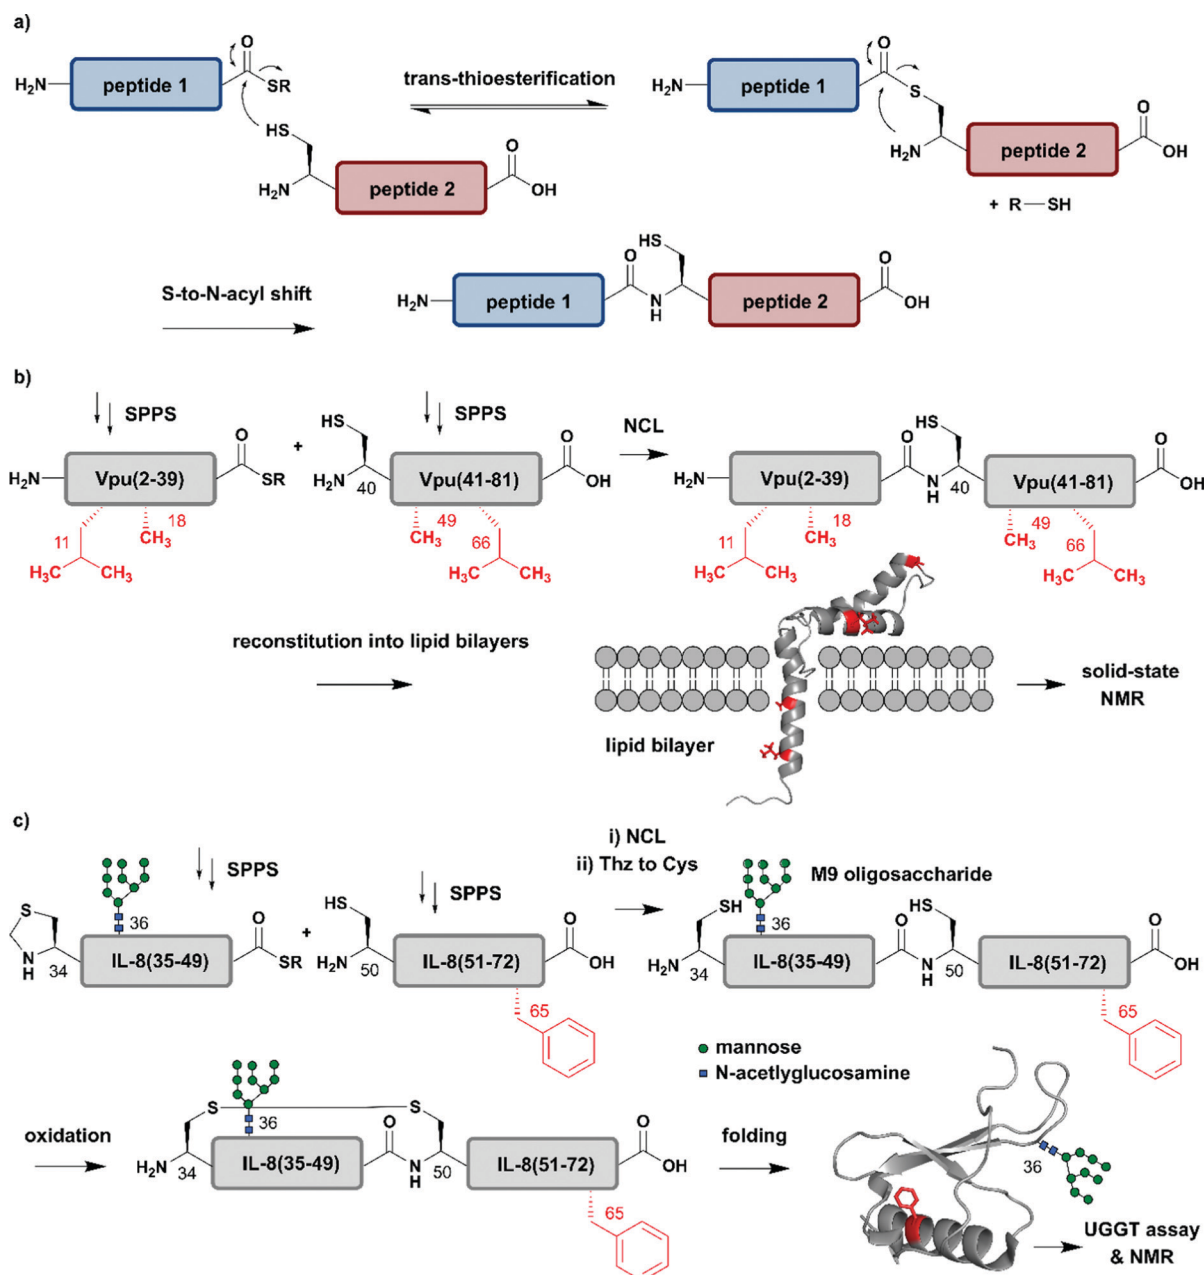 a)
H₂N
peptide 1
O
SR
trans-thioesterification
HS
H₂N
peptide 2
O
OH
H₂N
peptide 1
O
S
H₂N
peptide 2
O
OH
+ R—SH
S-to-N-acyl shift
H₂N
peptide 1
O
N
H
HS
peptide 2
O
OH
b)
SPPS
H₂N
Vpu(2-39)
O
SR
11
18
CH₃
H₃C
CH₃
+
HS
H₂N
40
SPPS
Vpu(41-81)
O
OH
49
CH₃
66
H₃C
CH₃
NCL
H₂N
Vpu(2-39)
O
N
H
HS
40
Vpu(41-81)
O
OH
11
18
CH₃
H₃C
CH₃
49
CH₃
66
H₃C
CH₃
reconstitution into lipid bilayers
lipid bilayer
solid-state
NMR
c)
S
N
H
34
36
SPPS
IL-8(35-49)
O
SR
+
HS
H₂N
50
SPPS
IL-8(51-72)
O
OH
65
i) NCL
ii) Thz to Cys
M9 oligosaccharide
SH
H₂N
34
36
IL-8(35-49)
O
N
H
HS
50
IL-8(51-72)
O
OH
65
mannose
N-acetlyglucosamine
oxidation
S
S
H₂N
34
36
IL-8(35-49)
O
N
H
50
IL-8(51-72)
O
OH
65
folding
36
UGGT assay
& NMR